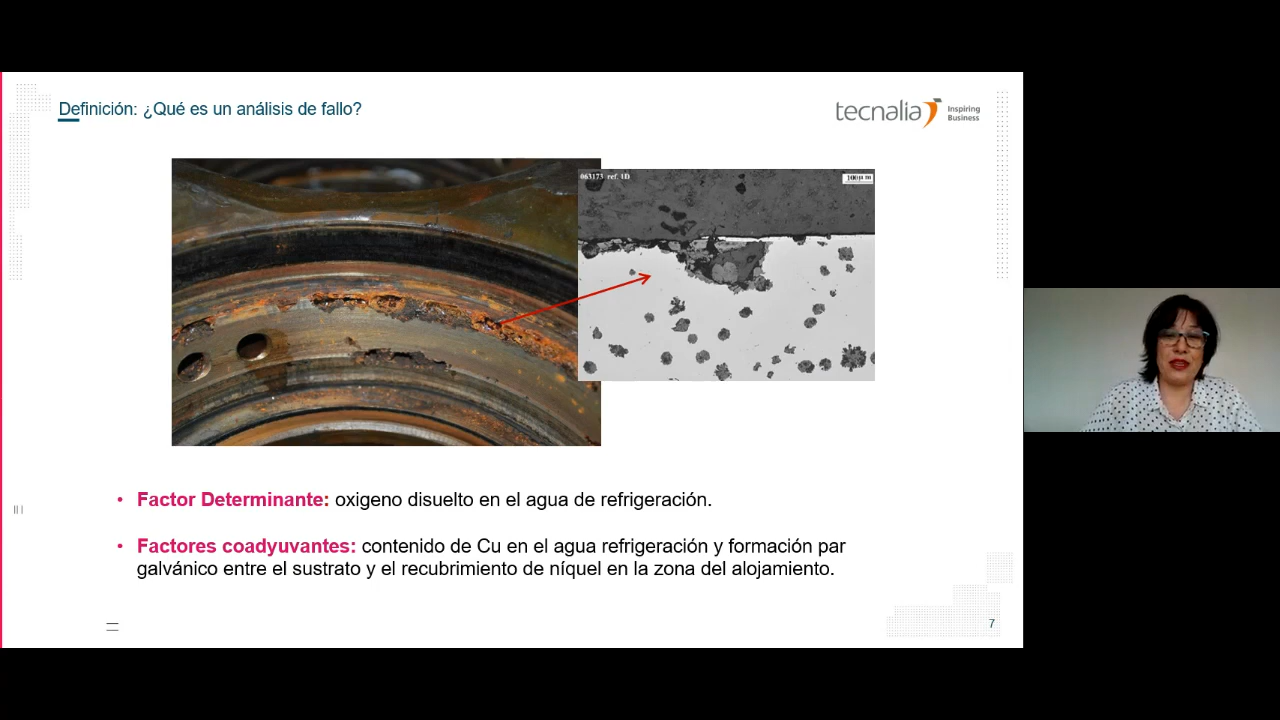 Definición: ¿Qué es un análisis de fallo?
tecnalia
Inspiring
Business
063173 ref. 1D
100µm
• Factor Determinante: oxigeno disuelto en el agua de refrigeración.
• Factores coadyuvantes: contenido de Cu en el agua refrigeración y formación par
galvánico entre el sustrato y el recubrimiento de níquel en la zona del alojamiento.
7